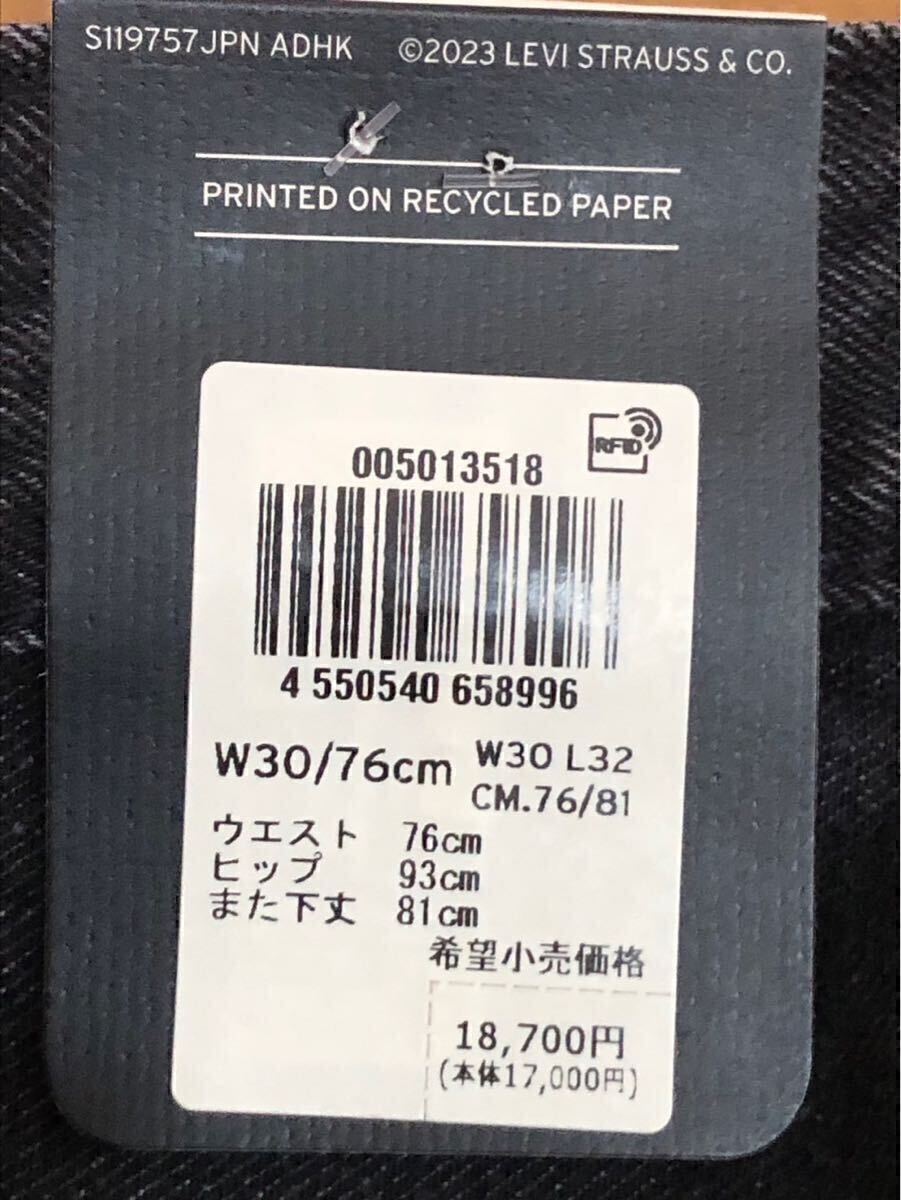 S119757JPN ADHK ©2023 LEVI STRAUSS & CO.
PRINTED ON RECYCLED PAPER
RFID
005013518
4 550540 658996
W30/76cm W30 L32
CM.76/81
ウエスト 76cm
ヒップ 93cm
また下丈 81cm
希望小売価格
18,700円
(本体17,000円)